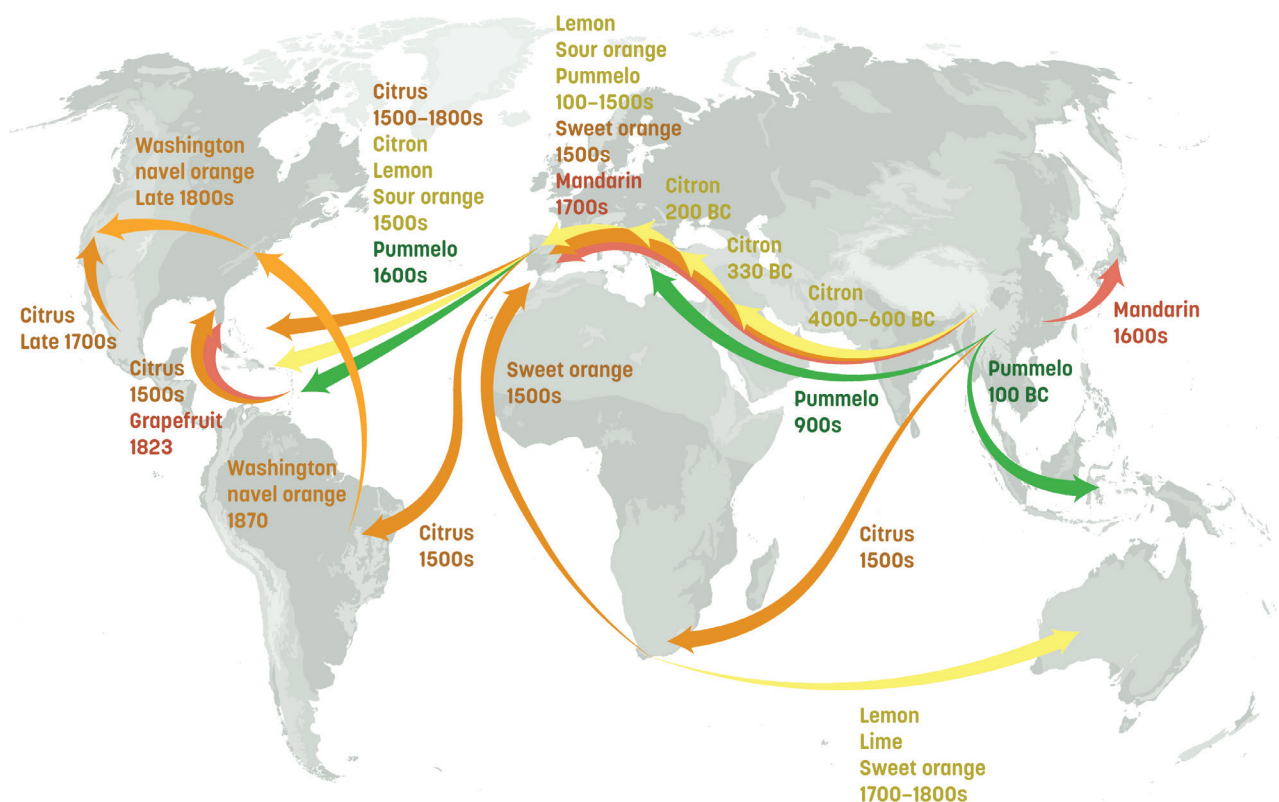 Lemon
Sour orange
Pummelo
100–1500s
Sweet orange
1500s
Mandarin
1700s
Citrus
1500–1800s
Citron
Lemon
Sour orange
1500s
Pummelo
1600s
Washington
navel orange
Late 1800s
Citron
200 BC
Citron
330 BC
Citron
4000–600 BC
Mandarin
1600s
Citrus
Late 1700s
Citrus
1500s
Grapefruit
1823
Sweet orange
1500s
Pummelo
900s
Pummelo
100 BC
Washington
navel orange
1870
Citrus
1500s
Citrus
1500s
Lemon
Lime
Sweet orange
1700–1800s